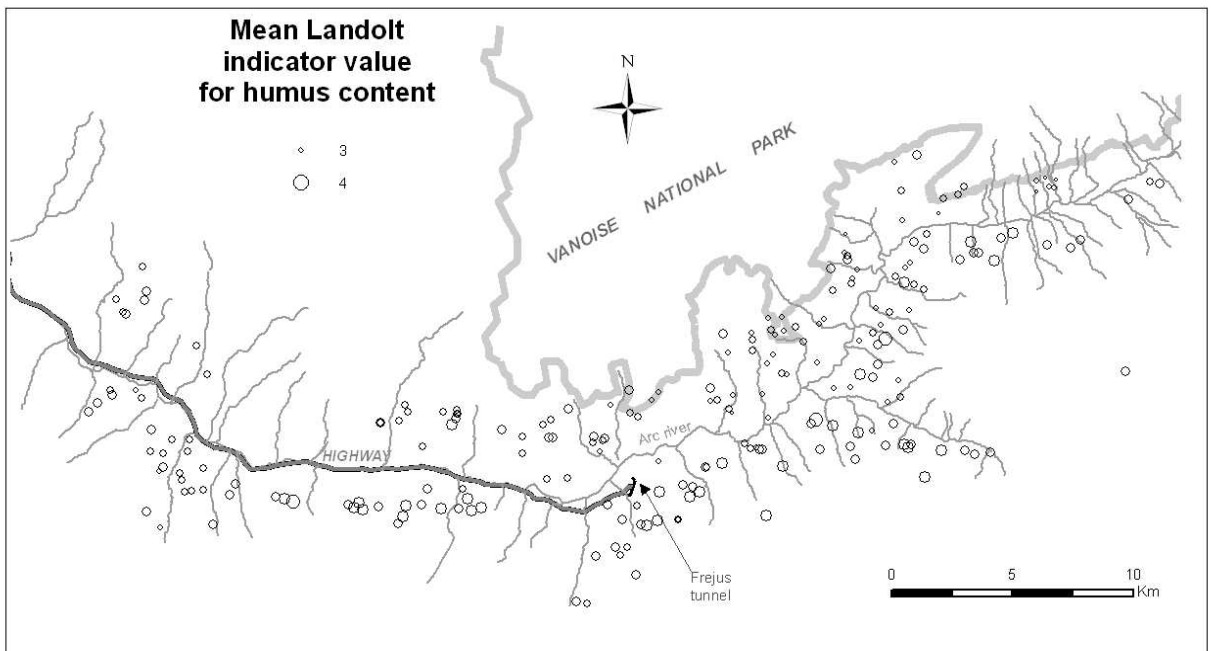 Mean Landolt
indicator value
for humus content
3
4
N
VANOISE NATIONAL PARK
HIGHWAY
Arc river
Frejus
tunnel
0 5 10
Km